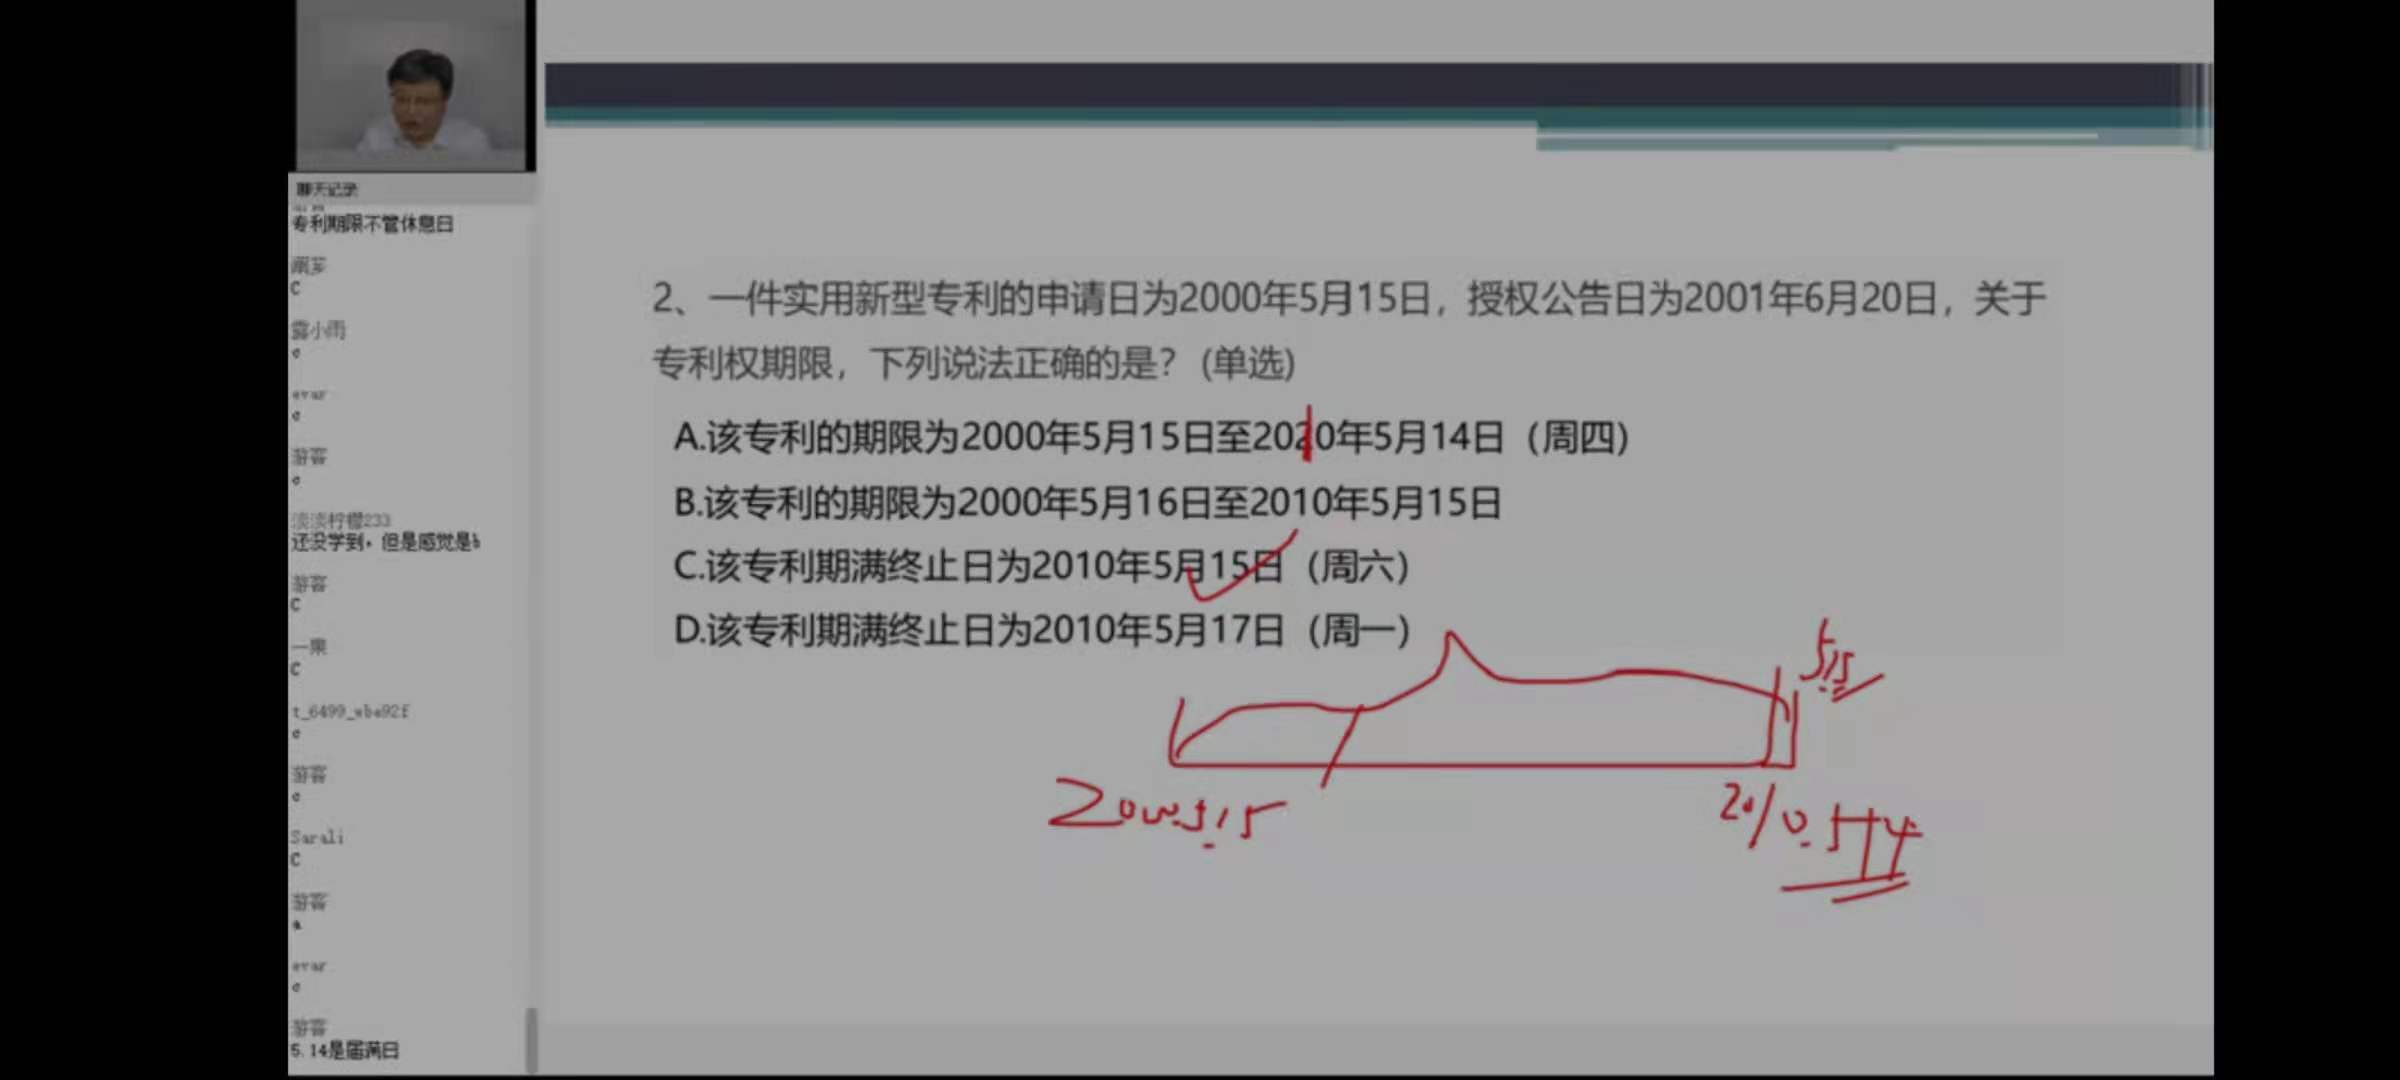 聊天记录
专利期限不管休息日
C
露小雨
e
evar
e
游客
e
淡淡柠檬233
还没学到，但是感觉是b
游客
C
一果
C
t_6499_wba92f
e
游客
e
Sarali
C
游客
evar
e
游客
5.14是届满日
2、一件实用新型专利的申请日为2000年5月15日，授权公告日为2001年6月20日，关于
专利权期限，下列说法正确的是？(单选)
A.该专利的期限为2000年5月15日至2020年5月14日（周四）
B.该专利的期限为2000年5月16日至2010年5月15日
C.该专利期满终止日为2010年5月15日（周六）
D.该专利期满终止日为2010年5月17日（周一）
5.15
2000.5.15
2010.5.14